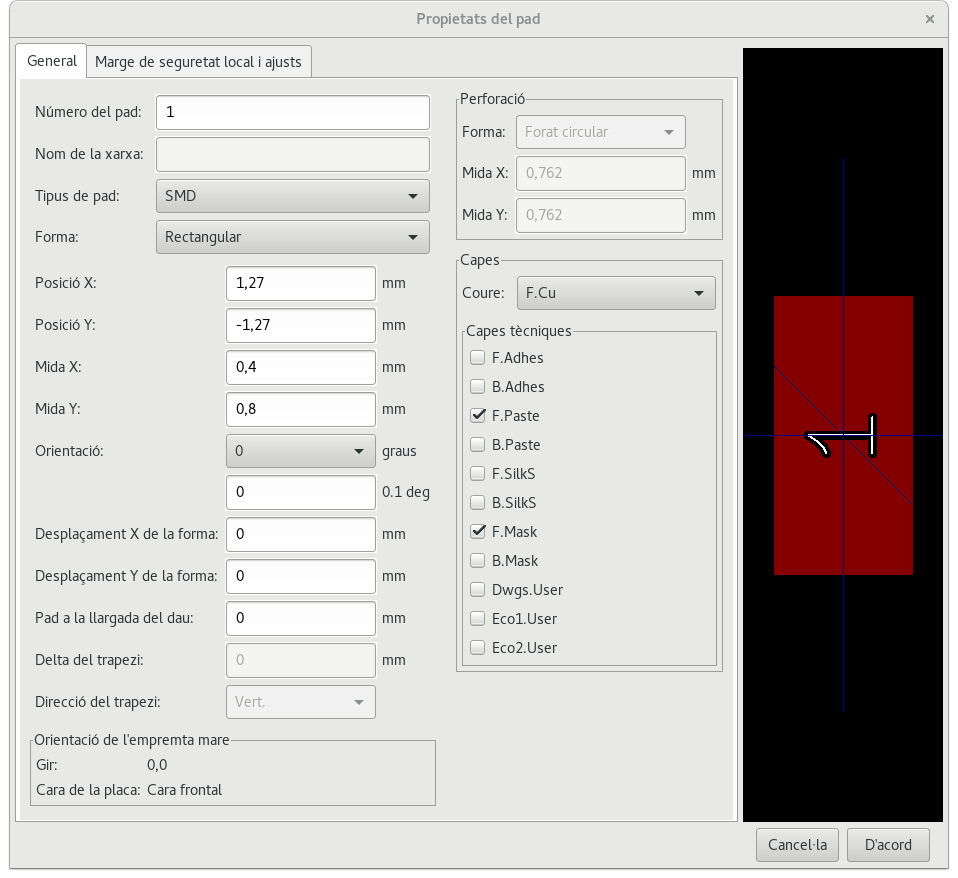 Propietats del pad
×
General
Marge de seguretat local i ajusts
Número del pad: 1
Nom de la xarxa:
Tipus de pad: SMD
Forma: Rectangular
Posició X: 1,27 mm
Posició Y: -1,27 mm
Mida X: 0,4 mm
Mida Y: 0,8 mm
Orientació: 0 graus
0 0.1 deg
Desplaçament X de la forma: 0 mm
Desplaçament Y de la forma: 0 mm
Pad a la llargada del dau: 0 mm
Delta del trapezi: 0 mm
Direcció del trapezi: Vert.
Orientació de l'empremta mare
Gir: 0,0
Cara de la placa: Cara frontal
Perforació
Forma: Forat circular
Mida X: 0,762 mm
Mida Y: 0,762 mm
Capes
Coure: F.Cu
Capes tècniques
F.Adhes
B.Adhes
F.Paste
B.Paste
F.SilkS
B.SilkS
F.Mask
B.Mask
Dwgs.User
Eco1.User
Eco2.User
1
Cancel·la
D'acord